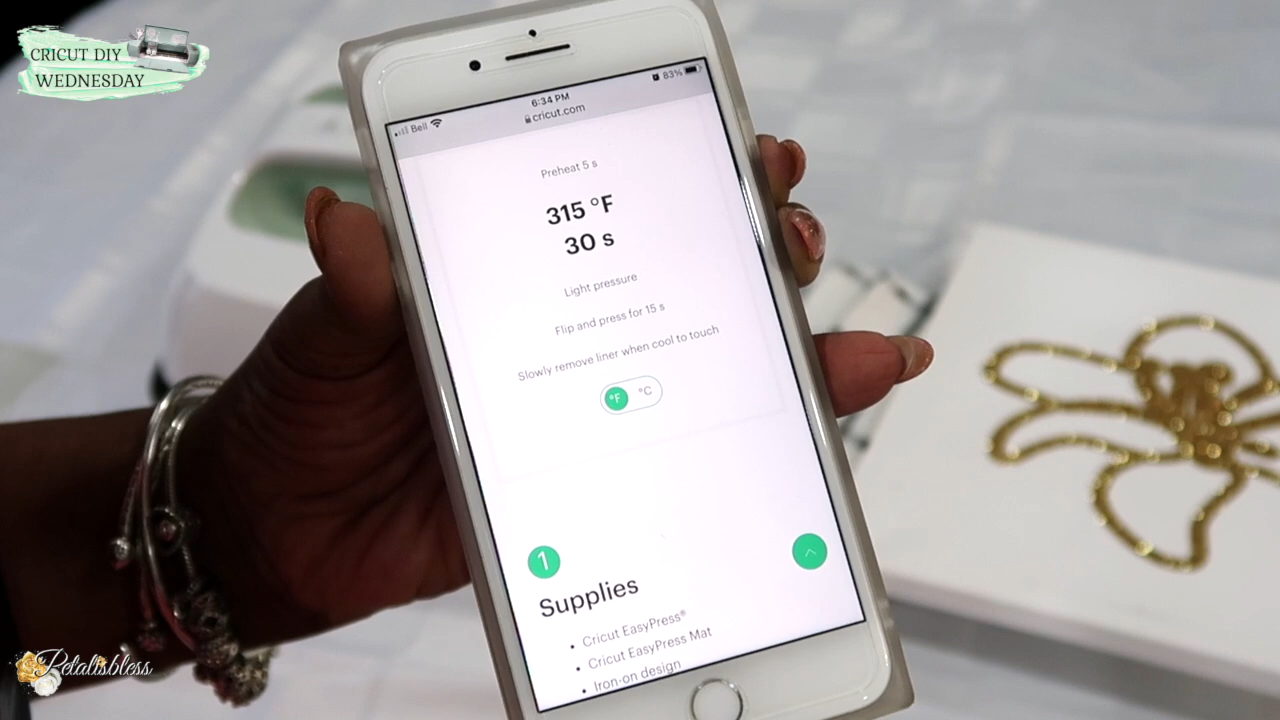 CRICUT DIY
WEDNESDAY
Bell
6:34 PM
83%
cricut.com
Preheat 5 s
315 °F
30 s
Light pressure
Flip and press for 15 s
Slowly remove liner when cool to touch
°F °C
1
Supplies
• Cricut EasyPress®
• Cricut EasyPress Mat
• Iron-on design
Petalisbless